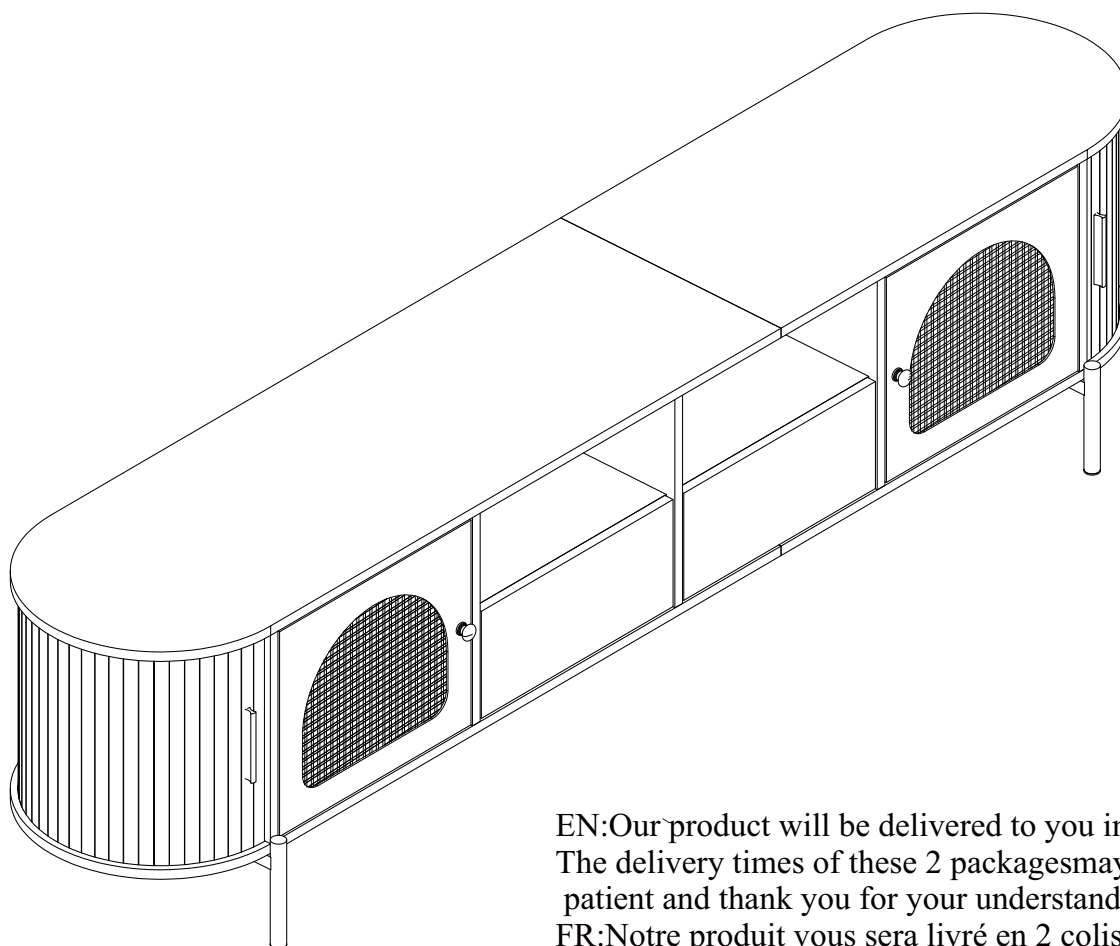 EN:Our product will be delivered to you in
The delivery times of these 2 packagesmay
patient and thank you for your understand
FR:Notre produit vous sera livré en 2 colis